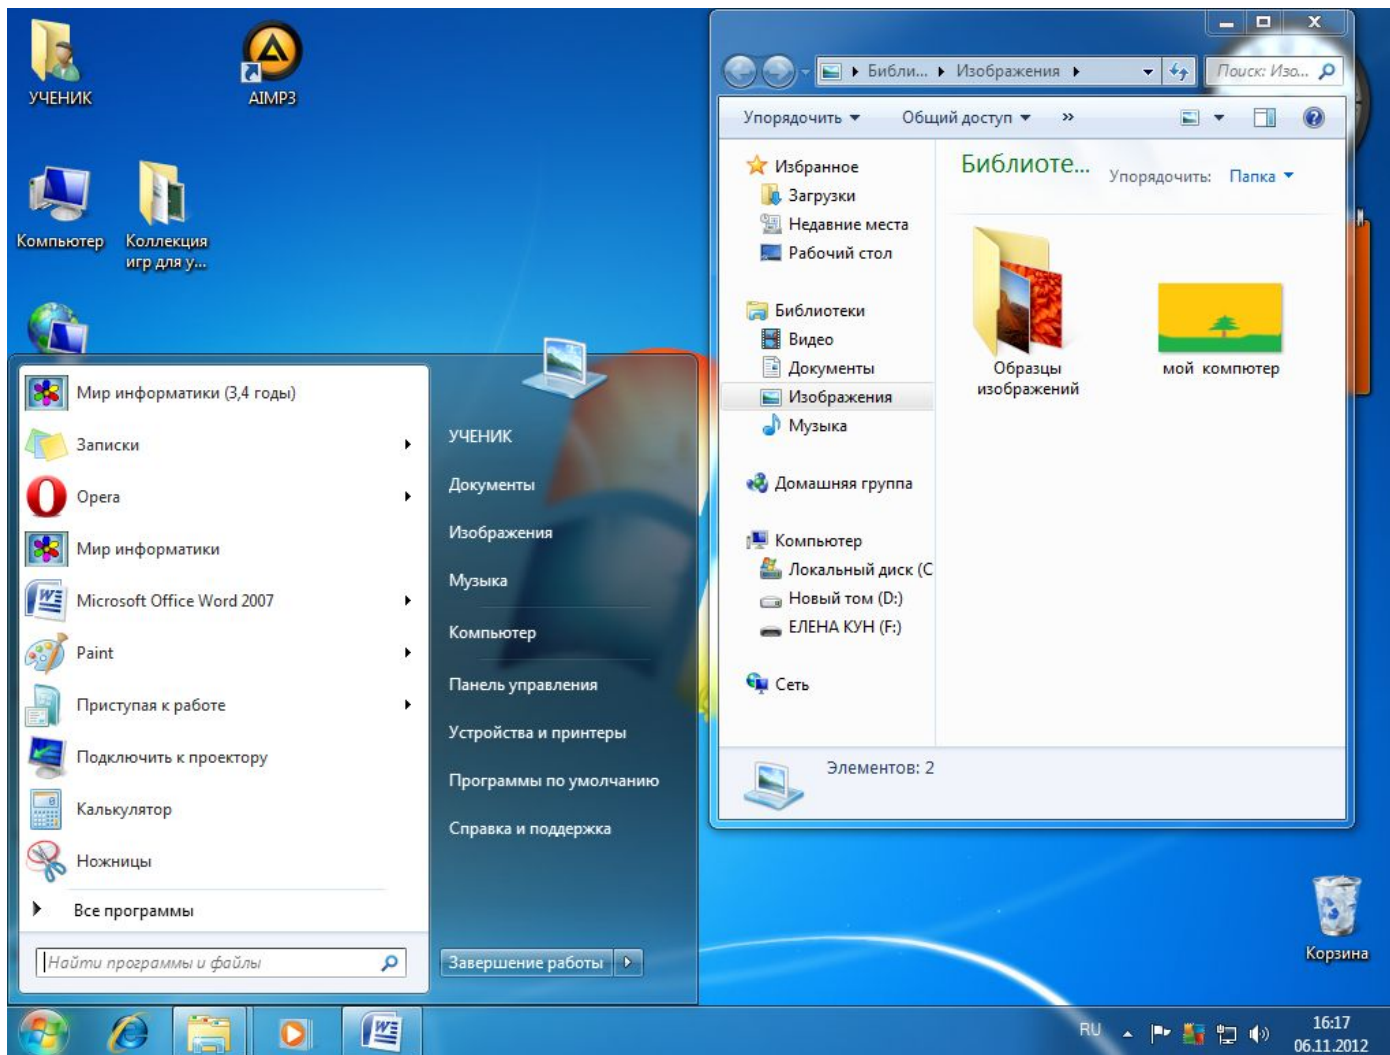 УЧЕНИК
AIMP3
Компьютер
Коллекция
игр для у...
Мир информатики (3,4 годы)
Записки
Opera
Мир информатики
Microsoft Office Word 2007
Paint
Приступая к работе
Подключить к проектору
Калькулятор
Ножницы
Все программы
Найти программы и файлы
УЧЕНИК
Документы
Изображения
Музыка
Компьютер
Панель управления
Устройства и принтеры
Программы по умолчанию
Справка и поддержка
Завершение работы
Библи...
Изображения
Поиск: Изо...
Упорядочить
Общий доступ
»
Избранное
Загрузки
Недавние места
Рабочий стол
Библиотеки
Видео
Документы
Изображения
Музыка
Домашняя группа
Компьютер
Локальный диск (C
Новый том (D:)
ЕЛЕНА КУН (F:)
Сеть
Библиоте...
Упорядочить: Папка
Образцы
изображений
мой компютер
Элементов: 2
Корзина
RU
16:17
06.11.2012